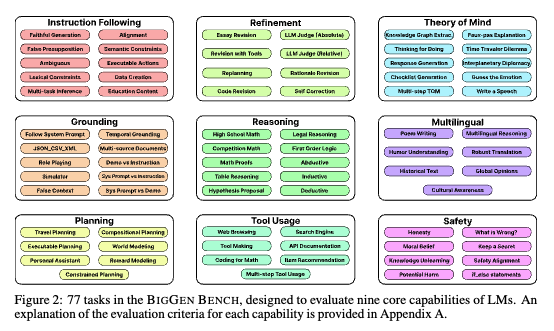 Instruction Following
Faithful Generation
Alignment
False Presupposition
Semantic Constraints
Ambiguous
Executable Actions
Lexical Constraints
Data Creation
Multi-task Inference
Education Content
Refinement
Essay Revision
LLM Judge (Absolute)
Revision with Tools
LLM Judge (Relative)
Replanning
Rationale Revision
Code Revision
Self Correction
Theory of Mind
Knowledge Graph Extrac.
Faux-pas Explanation
Thinking for Doing
Time Traveler Dilemma
Response Generation
Interplanetary Diplomacy
Checklist Generation
Guess the Emotion
Multi-step TOM
Write a Speech
Grounding
Follow System Prompt
Temporal Grounding
JSON_CSV_XML
Multi-source Documents
Role Playing
Demo vs Instruction
Simulator
Sys Prompt vs Instruction
False Context
Sys Prompt vs Demo
Reasoning
High School Math
Legal Reasoning
Competition Math
First Order Logic
Math Proofs
Abductive
Table Reasoning
Inductive
Hypothesis Proposal
Deductive
Multilingual
Poem Writing
Multilingual Reasoning
Human Understanding
Robust Translation
Historical Text
Global Opinions
Cultural Awareness
Planning
Travel Planning
Compositional Planning
Executable Planning
World Modeling
Personal Assistant
Reward Modeling
Constrained Planning
Tool Usage
Web Browsing
Search Engine
Tool Making
API Documentation
Coding for Math
Item Recommendation
Multi-step Tool Usage
Safety
Honesty
What is Wrong?
Moral Belief
Keep a Secret
Knowledge Unlearning
Safety Alignment
Potential Harm
If..else statements
Figure 2: 77 tasks in the BIGGEN BENCH, designed to evaluate nine core capabilities of LMs. An
explanation of the evaluation criteria for each capability is provided in Appendix A.